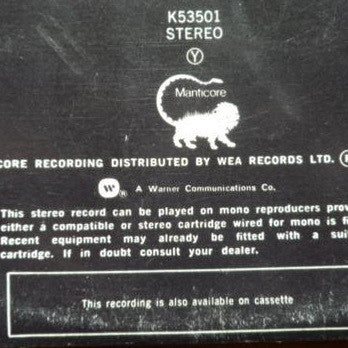 K53501
STEREO
Y
Manticore
CORE RECORDING DISTRIBUTED BY WEA RECORDS LTD.
W ® A Warner Communications Co.
This stereo record can be played on mono reproducers prov
either a compatible or stereo cartridge wired for mono is fi
Recent equipment may already be fitted with a sui
cartridge. If in doubt consult your dealer.
This recording is also available on cassette